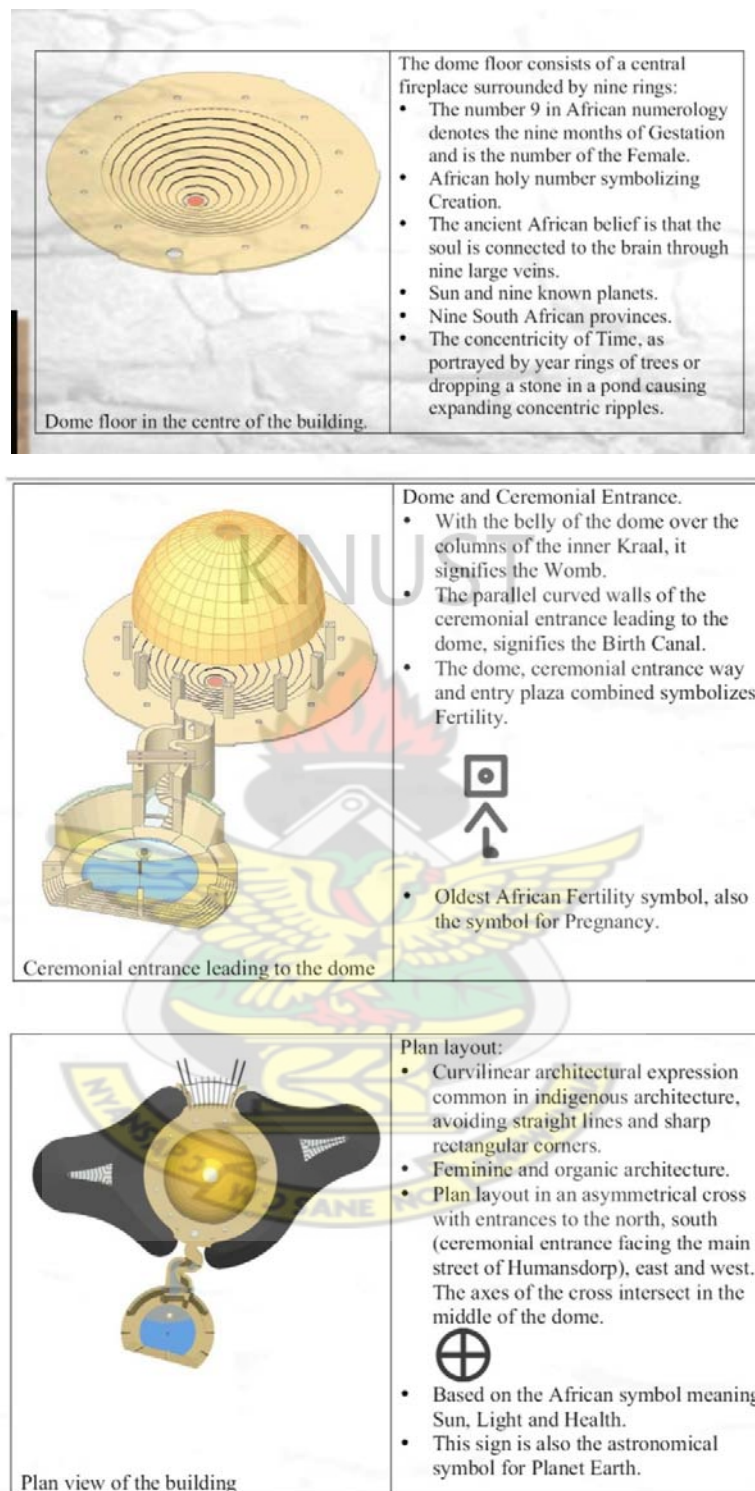 The dome floor consists of a central
fireplace surrounded by nine rings:
• The number 9 in African numerology
denotes the nine months of Gestation
and is the number of the Female.
• African holy number symbolizing
Creation.
• The ancient African belief is that the
soul is connected to the brain through
nine large veins.
• Sun and nine known planets.
• Nine South African provinces.
• The concentricity of Time, as
portrayed by year rings of trees or
dropping a stone in a pond causing
expanding concentric ripples.
Dome floor in the centre of the building.
Dome and Ceremonial Entrance.
• With the belly of the dome over the
columns of the inner Kraal, it
signifies the Womb.
• The parallel curved walls of the
ceremonial entrance leading to the
dome, signifies the Birth Canal.
• The dome, ceremonial entrance way
and entry plaza combined symbolizes
Fertility.
• Oldest African Fertility symbol, also
the symbol for Pregnancy.
Ceremonial entrance leading to the dome
KNUST
Plan layout:
• Curvilinear architectural expression
common in indigenous architecture,
avoiding straight lines and sharp
rectangular corners.
• Feminine and organic architecture.
• Plan layout in an asymmetrical cross
with entrances to the north, south
(ceremonial entrance facing the main
street of Humansdorp), east and west.
The axes of the cross intersect in the
middle of the dome.
• Based on the African symbol meaning
Sun, Light and Health.
• This sign is also the astronomical
symbol for Planet Earth.
Plan view of the building